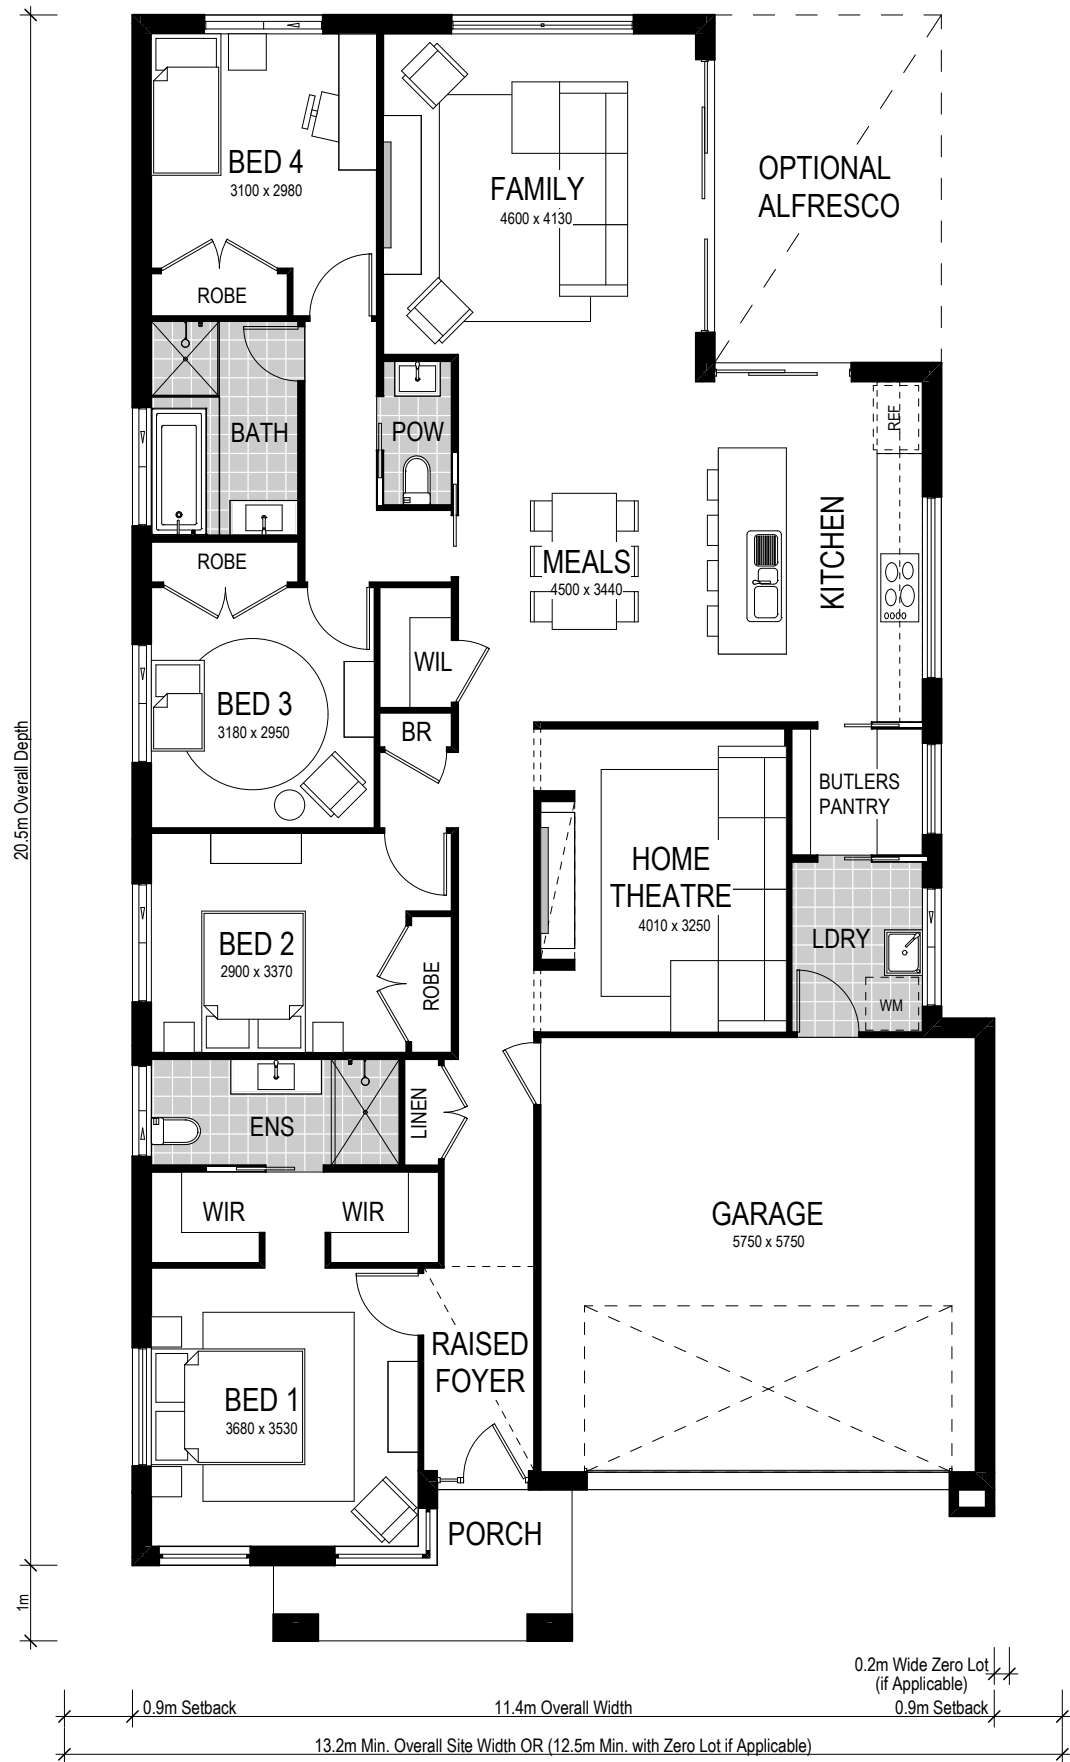 BED 4
3100 x 2980
FAMILY
4600 x 4130
OPTIONAL
ALFRESCO
ROBE
BATH
POW
REF
ROBE
MEALS
4500 x 3440
KITCHEN
WIL
BED 3
3180 x 2950
BR
BUTLERS
PANTRY
20.5m Overall Depth
HOME
THEATRE
4010 x 3250
BED 2
2900 x 3370
ROBE
LDRY
WM
ENS
LINEN
WIR
WIR
GARAGE
5750 x 5750
RAISED
FOYER
BED 1
3680 x 3530
PORCH
1m
0.2m Wide Zero Lot
(if Applicable)
0.9m Setback
11.4m Overall Width
0.9m Setback
13.2m Min. Overall Site Width OR (12.5m Min. with Zero Lot if Applicable)